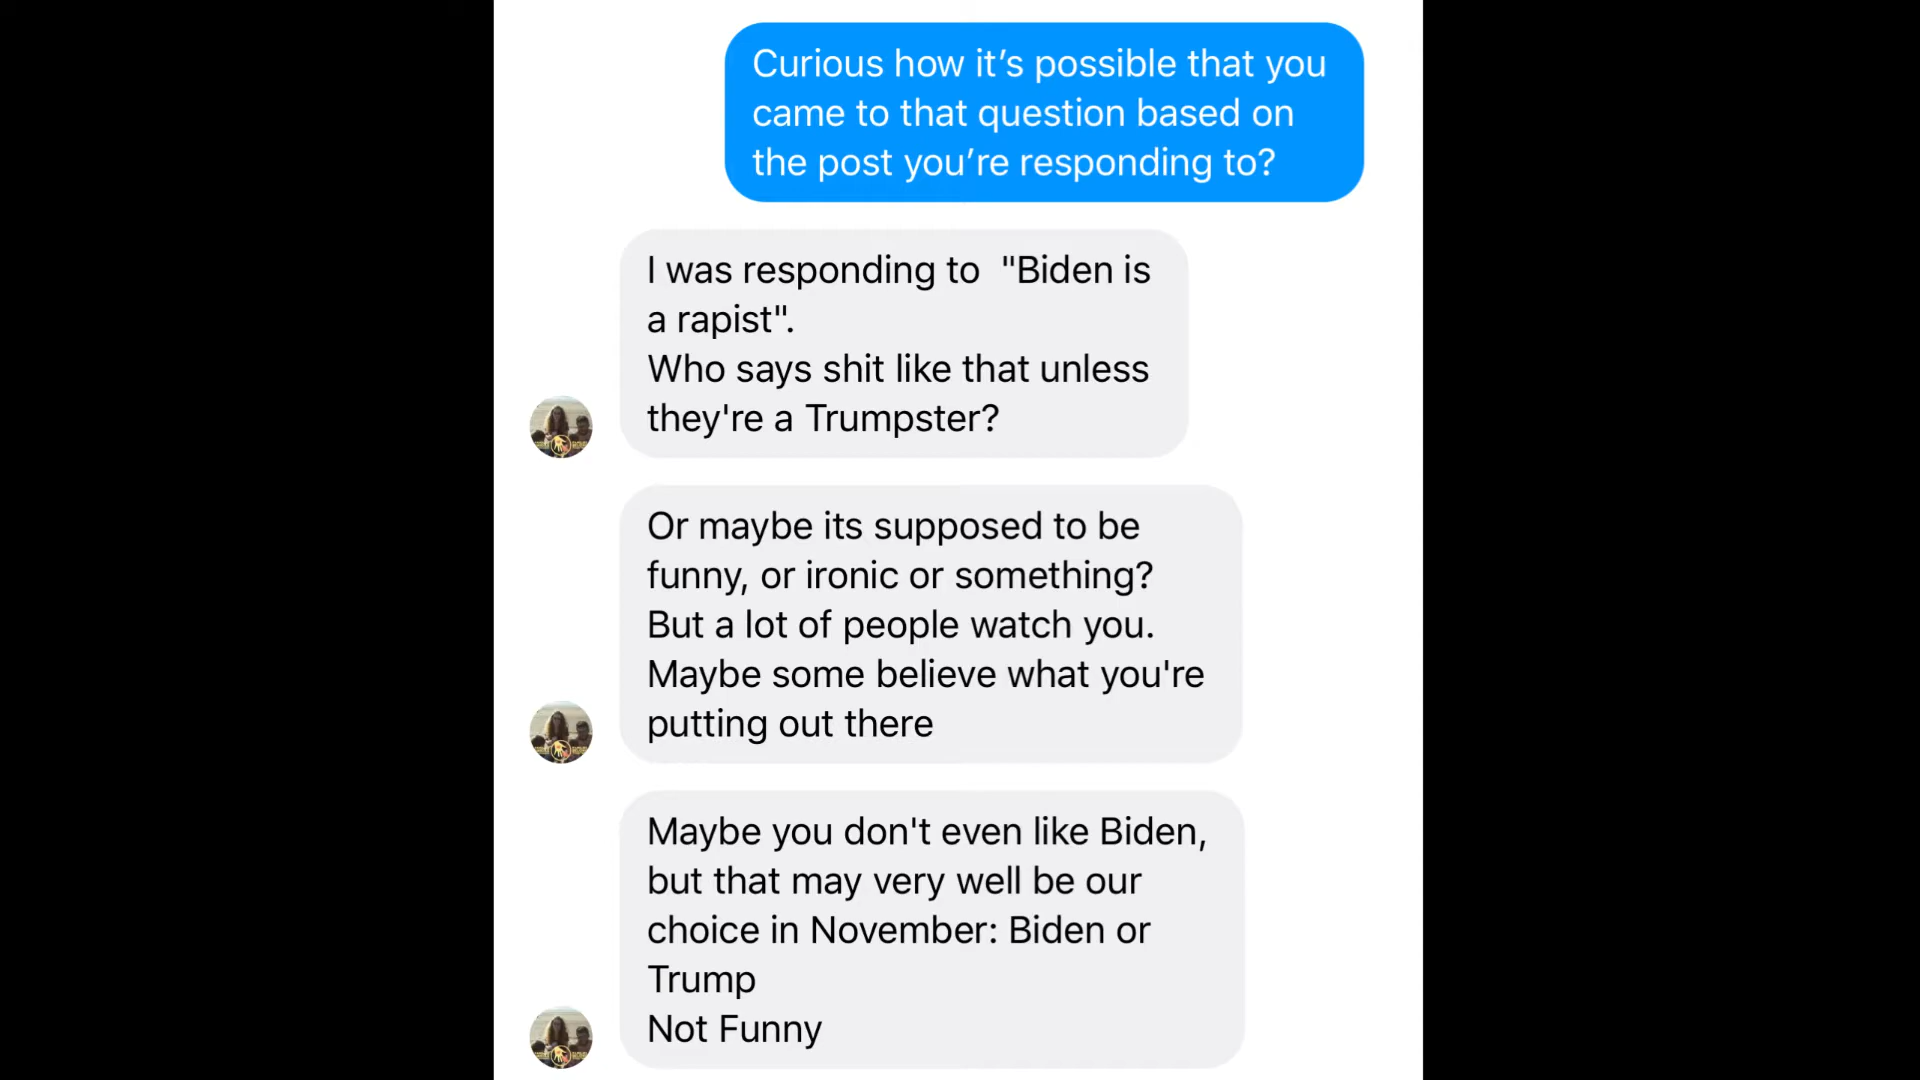 Curious how it’s possible that you
came to that question based on
the post you’re responding to?
I was responding to  "Biden is
a rapist".
Who says shit like that unless
they're a Trumpster?
Or maybe its supposed to be
funny, or ironic or something?
But a lot of people watch you.
Maybe some believe what you're
putting out there
Maybe you don't even like Biden,
but that may very well be our
choice in November: Biden or
Trump
Not Funny